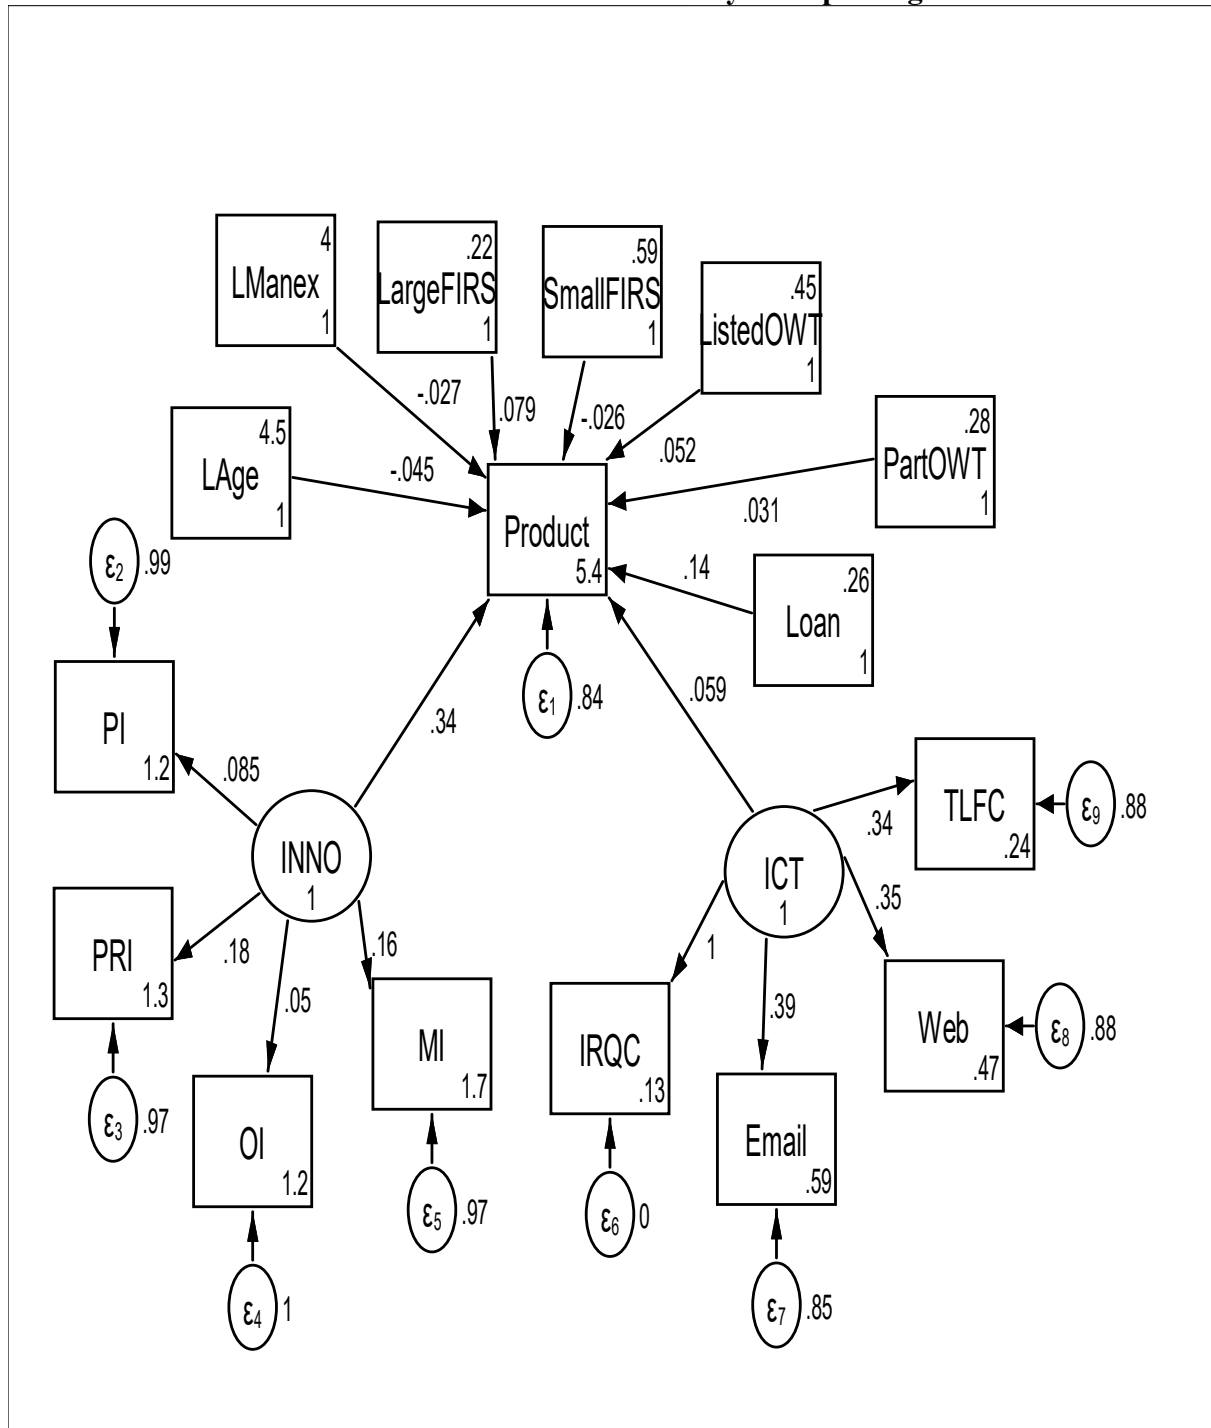 4
LManex
1
.22
LargeFIRS
1
.59
SmallFIRS
1
.45
ListedOWT
1
-.027
.079
-.026
.052
4.5
LAge
1
-.045
.28
PartOWT
1
.031
Product
5.4
.14
.26
Loan
1
ε2
.99
ε1
.84
PI
1.2
.085
.34
.059
INNO
1
ICT
1
TLFC
.24
.34
ε9
.88
PRI
1.3
.18
.05
.16
1
.39
.35
ε3
.97
OI
1.2
MI
1.7
IRQC
.13
Email
.59
Web
.47
ε8
.88
ε4
1
ε5
.97
ε6
0
ε7
.85